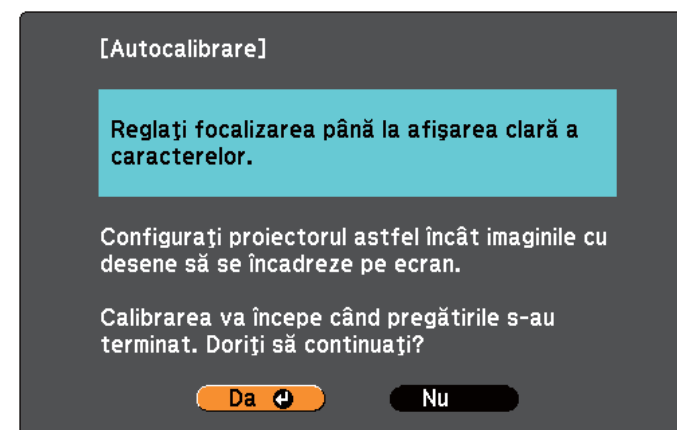 [Autocalibrare]
Reglaţi focalizarea până la afişarea clară a
caracterelor.
Configuraţi proiectorul astfel încât imaginile cu
desene să se încadreze pe ecran.
Calibrarea va începe când pregătirile s-au
terminat. Doriţi să continuaţi?
Da Nu